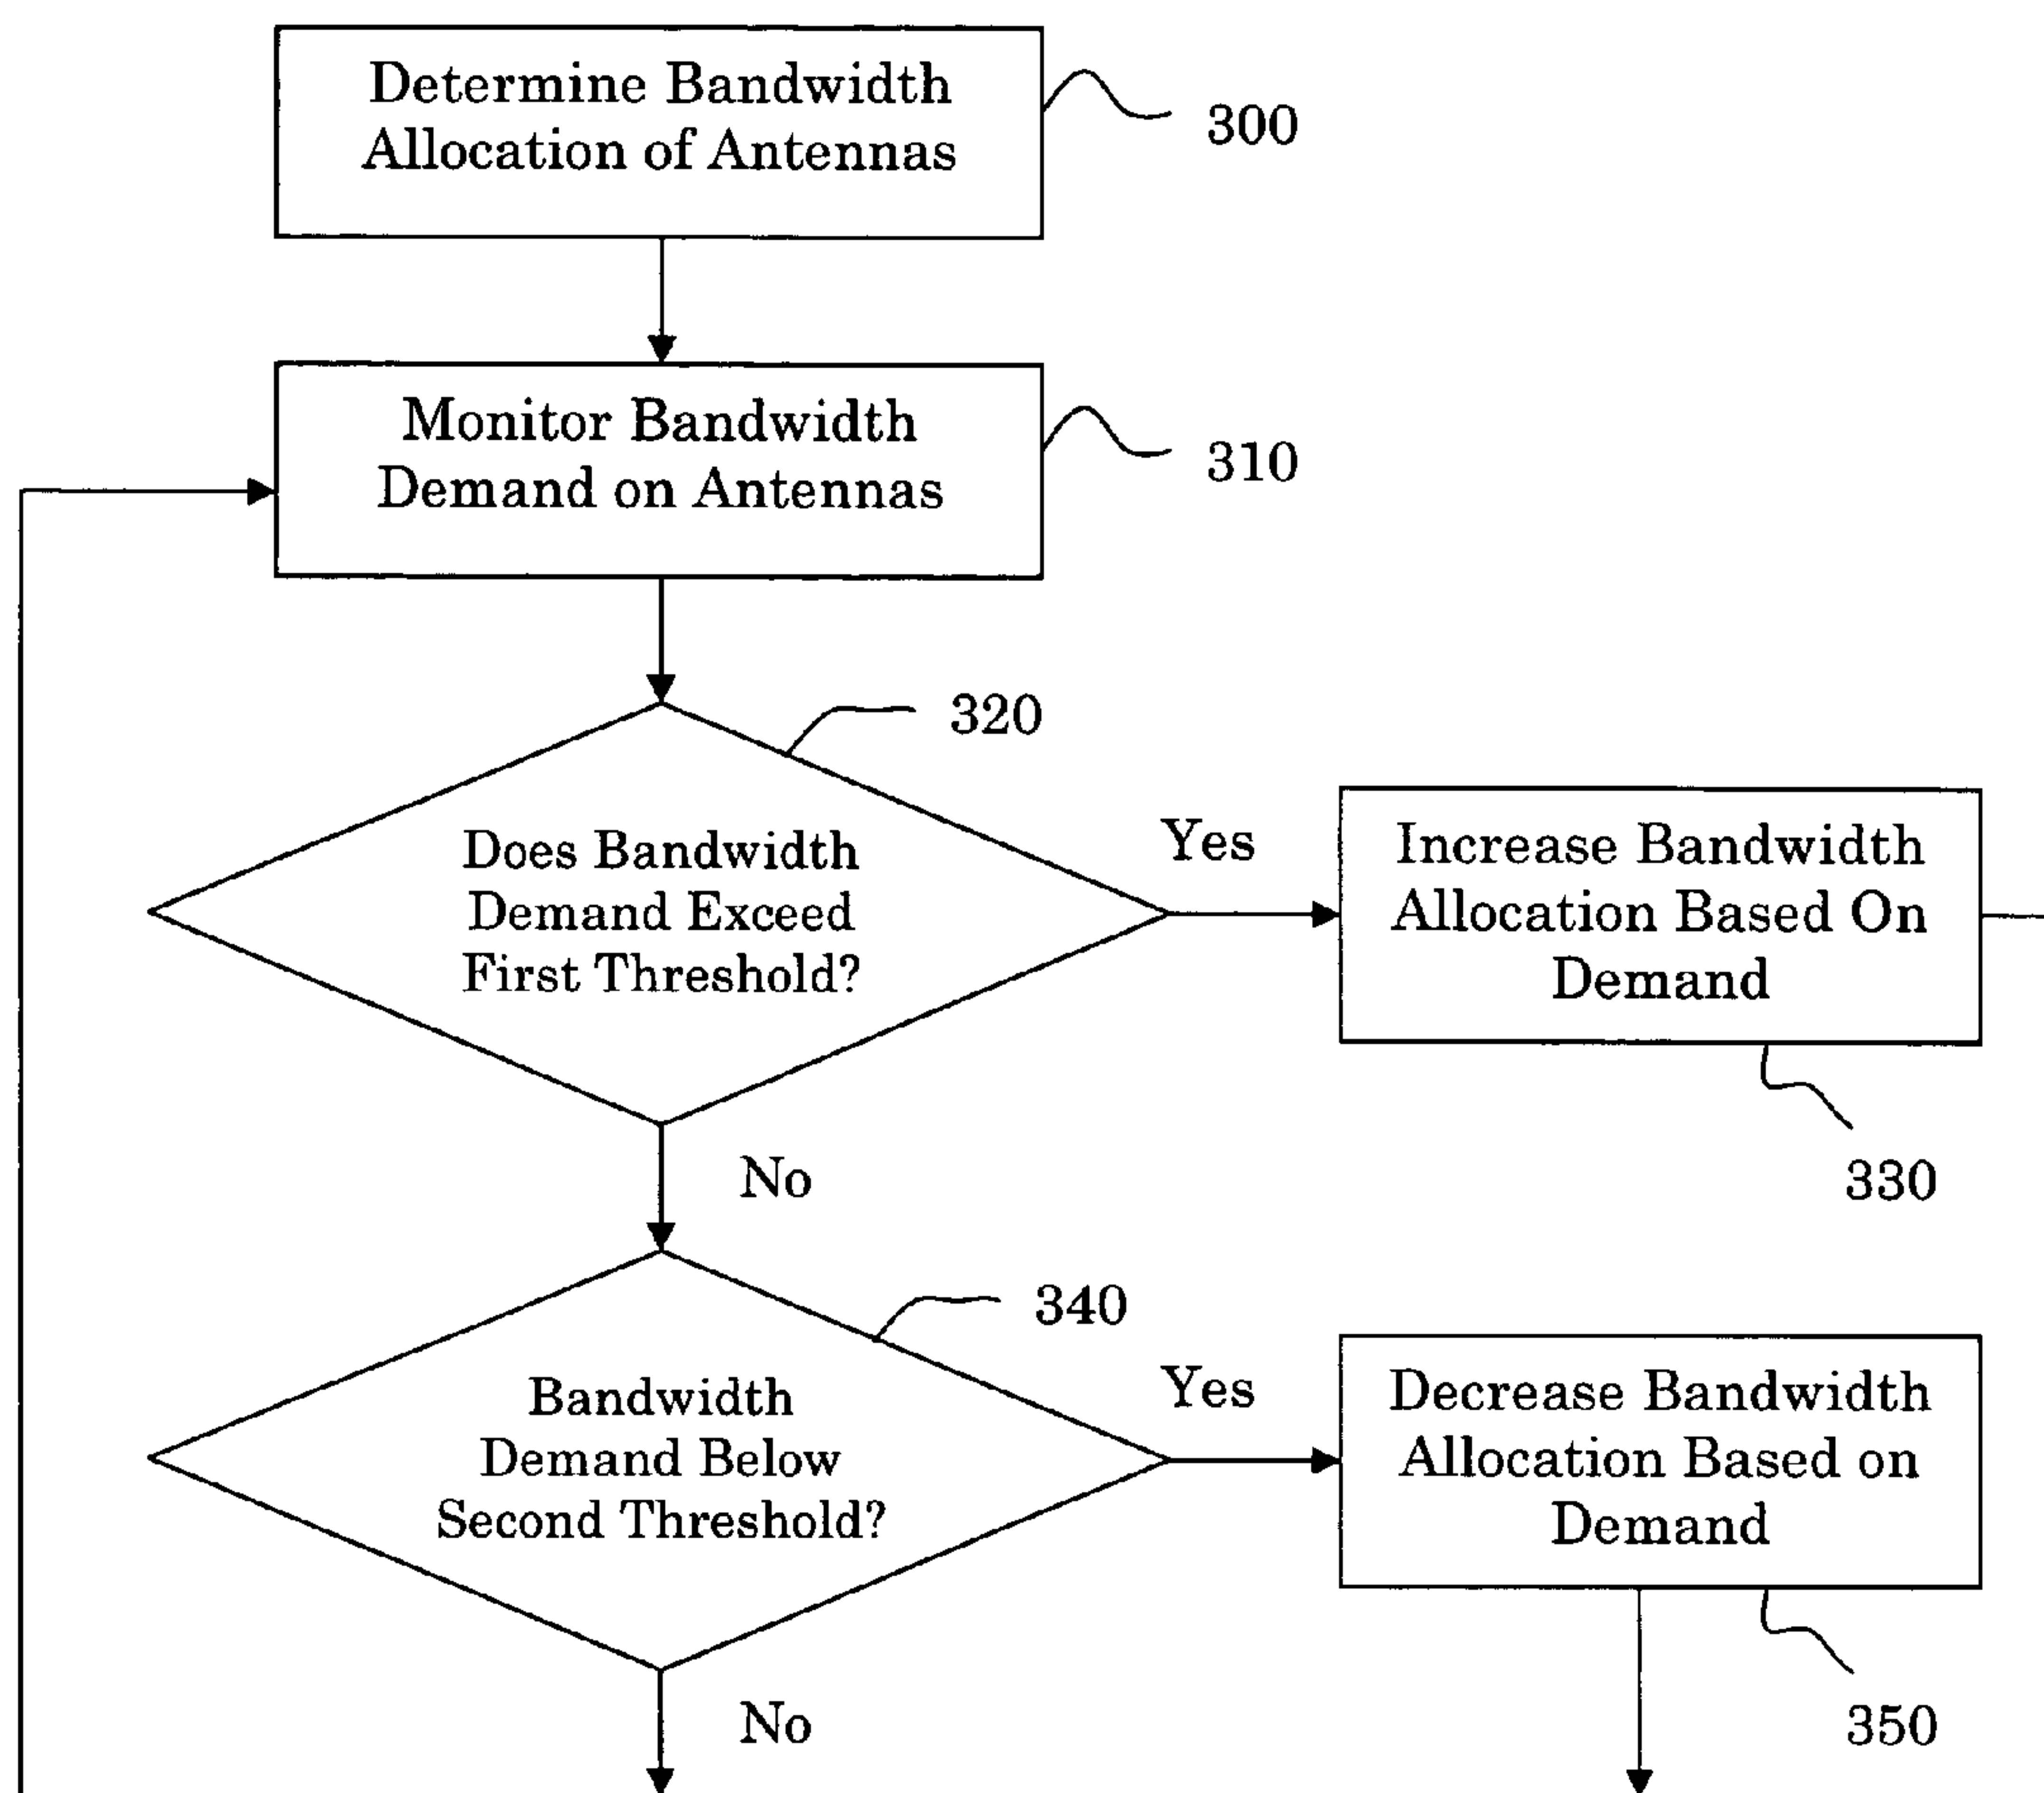 Determine Bandwidth
Allocation of Antennas
300
Monitor Bandwidth
Demand on Antennas
310
320
Does Bandwidth
Demand Exceed
First Threshold?
Yes
Increase Bandwidth
Allocation Based On
Demand
330
No
340
Bandwidth
Demand Below
Second Threshold?
Yes
Decrease Bandwidth
Allocation Based on
Demand
350
No